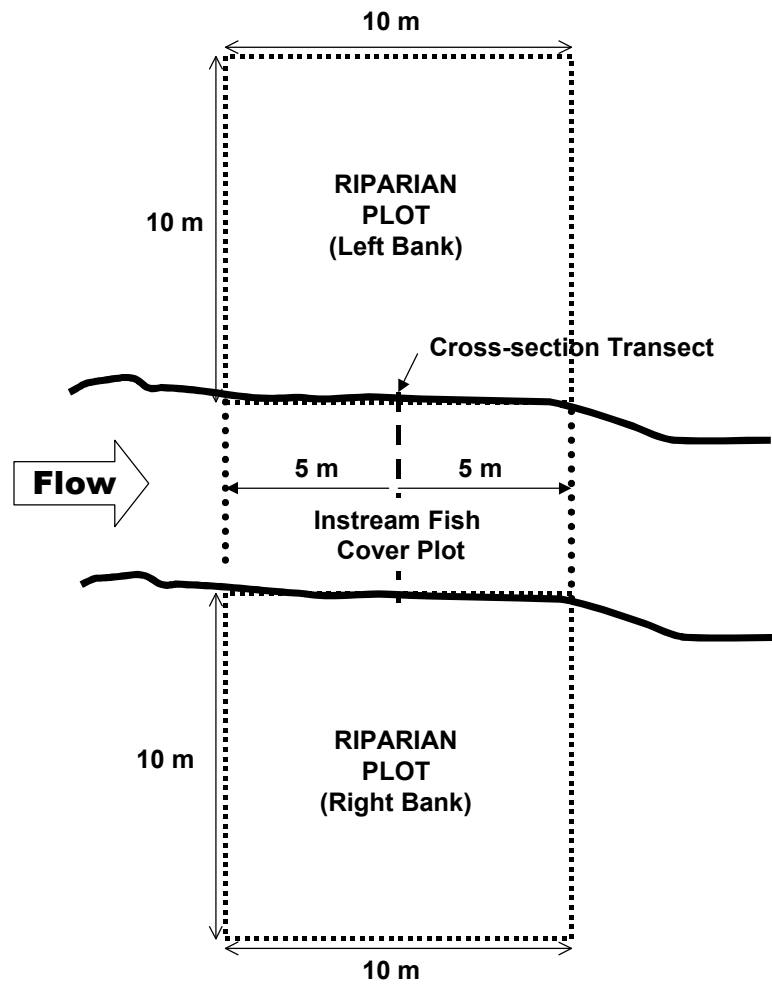 10 m
RIPARIAN
PLOT
(Left Bank)
10 m
Cross-section Transect
5 m
5 m
Flow
Instream Fish
Cover Plot
RIPARIAN
PLOT
(Right Bank)
10 m
10 m